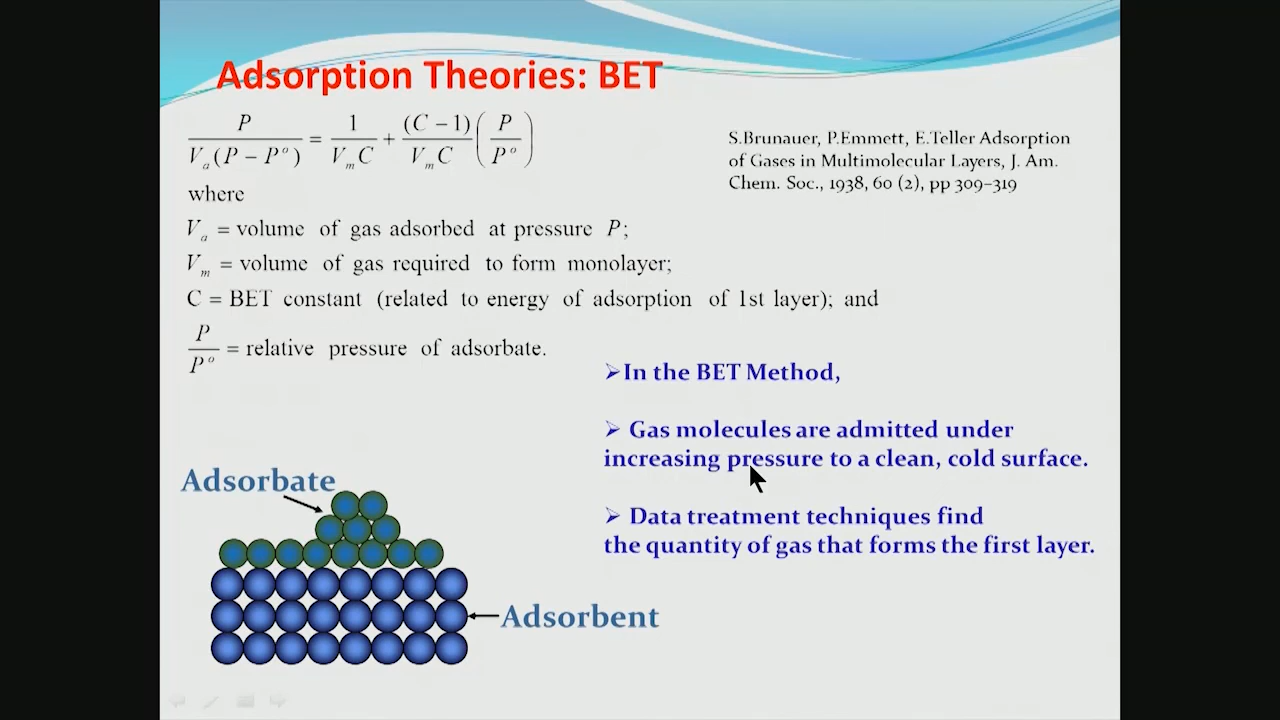 Adsorption Theories: BET
P / V_a(P − P°) = 1 / V_m C + (C − 1) / V_m C (P / P°)
S.Brunauer, P.Emmett, E.Teller Adsorption
of Gases in Multimolecular Layers, J. Am.
Chem. Soc., 1938, 60 (2), pp 309–319
where
V_a = volume of gas adsorbed at pressure P;
V_m = volume of gas required to form monolayer;
C = BET constant (related to energy of adsorption of 1st layer); and
P / P° = relative pressure of adsorbate.
➢In the BET Method,
➢ Gas molecules are admitted under
increasing pressure to a clean, cold surface.
➢ Data treatment techniques find
the quantity of gas that forms the first layer.
Adsorbate
Adsorbent